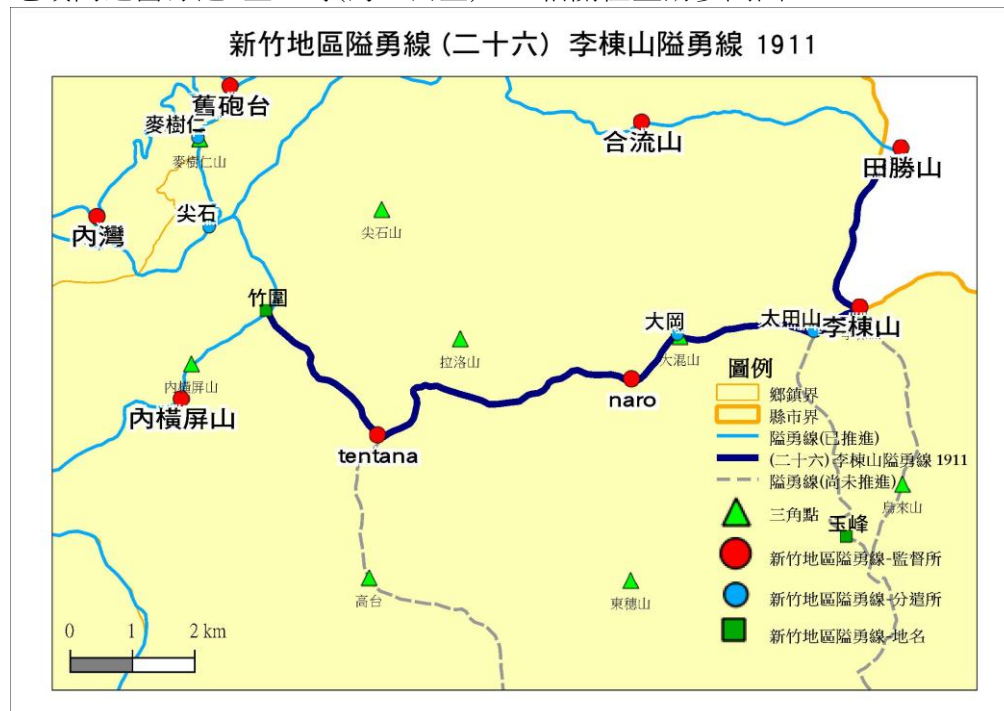 新竹地區隘勇線 (二十六) 李棟山隘勇線 1911
舊砲台
麥樹仁
麥樹仁山
合流山
田勝山
尖石
尖石山
內灣
竹圍
大岡
太田山
李棟山
拉洛山
大混山
內橫屏山
內橫屏山
naro
tentana
圖例
鄉鎮界
縣市界
隘勇線(已推進)
(二十六) 李棟山隘勇線 1911
隘勇線(尚未推進)
三角點
烏來山
玉峰
新竹地區隘勇線-監督所
新竹地區隘勇線-分遣所
新竹地區隘勇線-地名
高台
東穗山
0 1 2 km